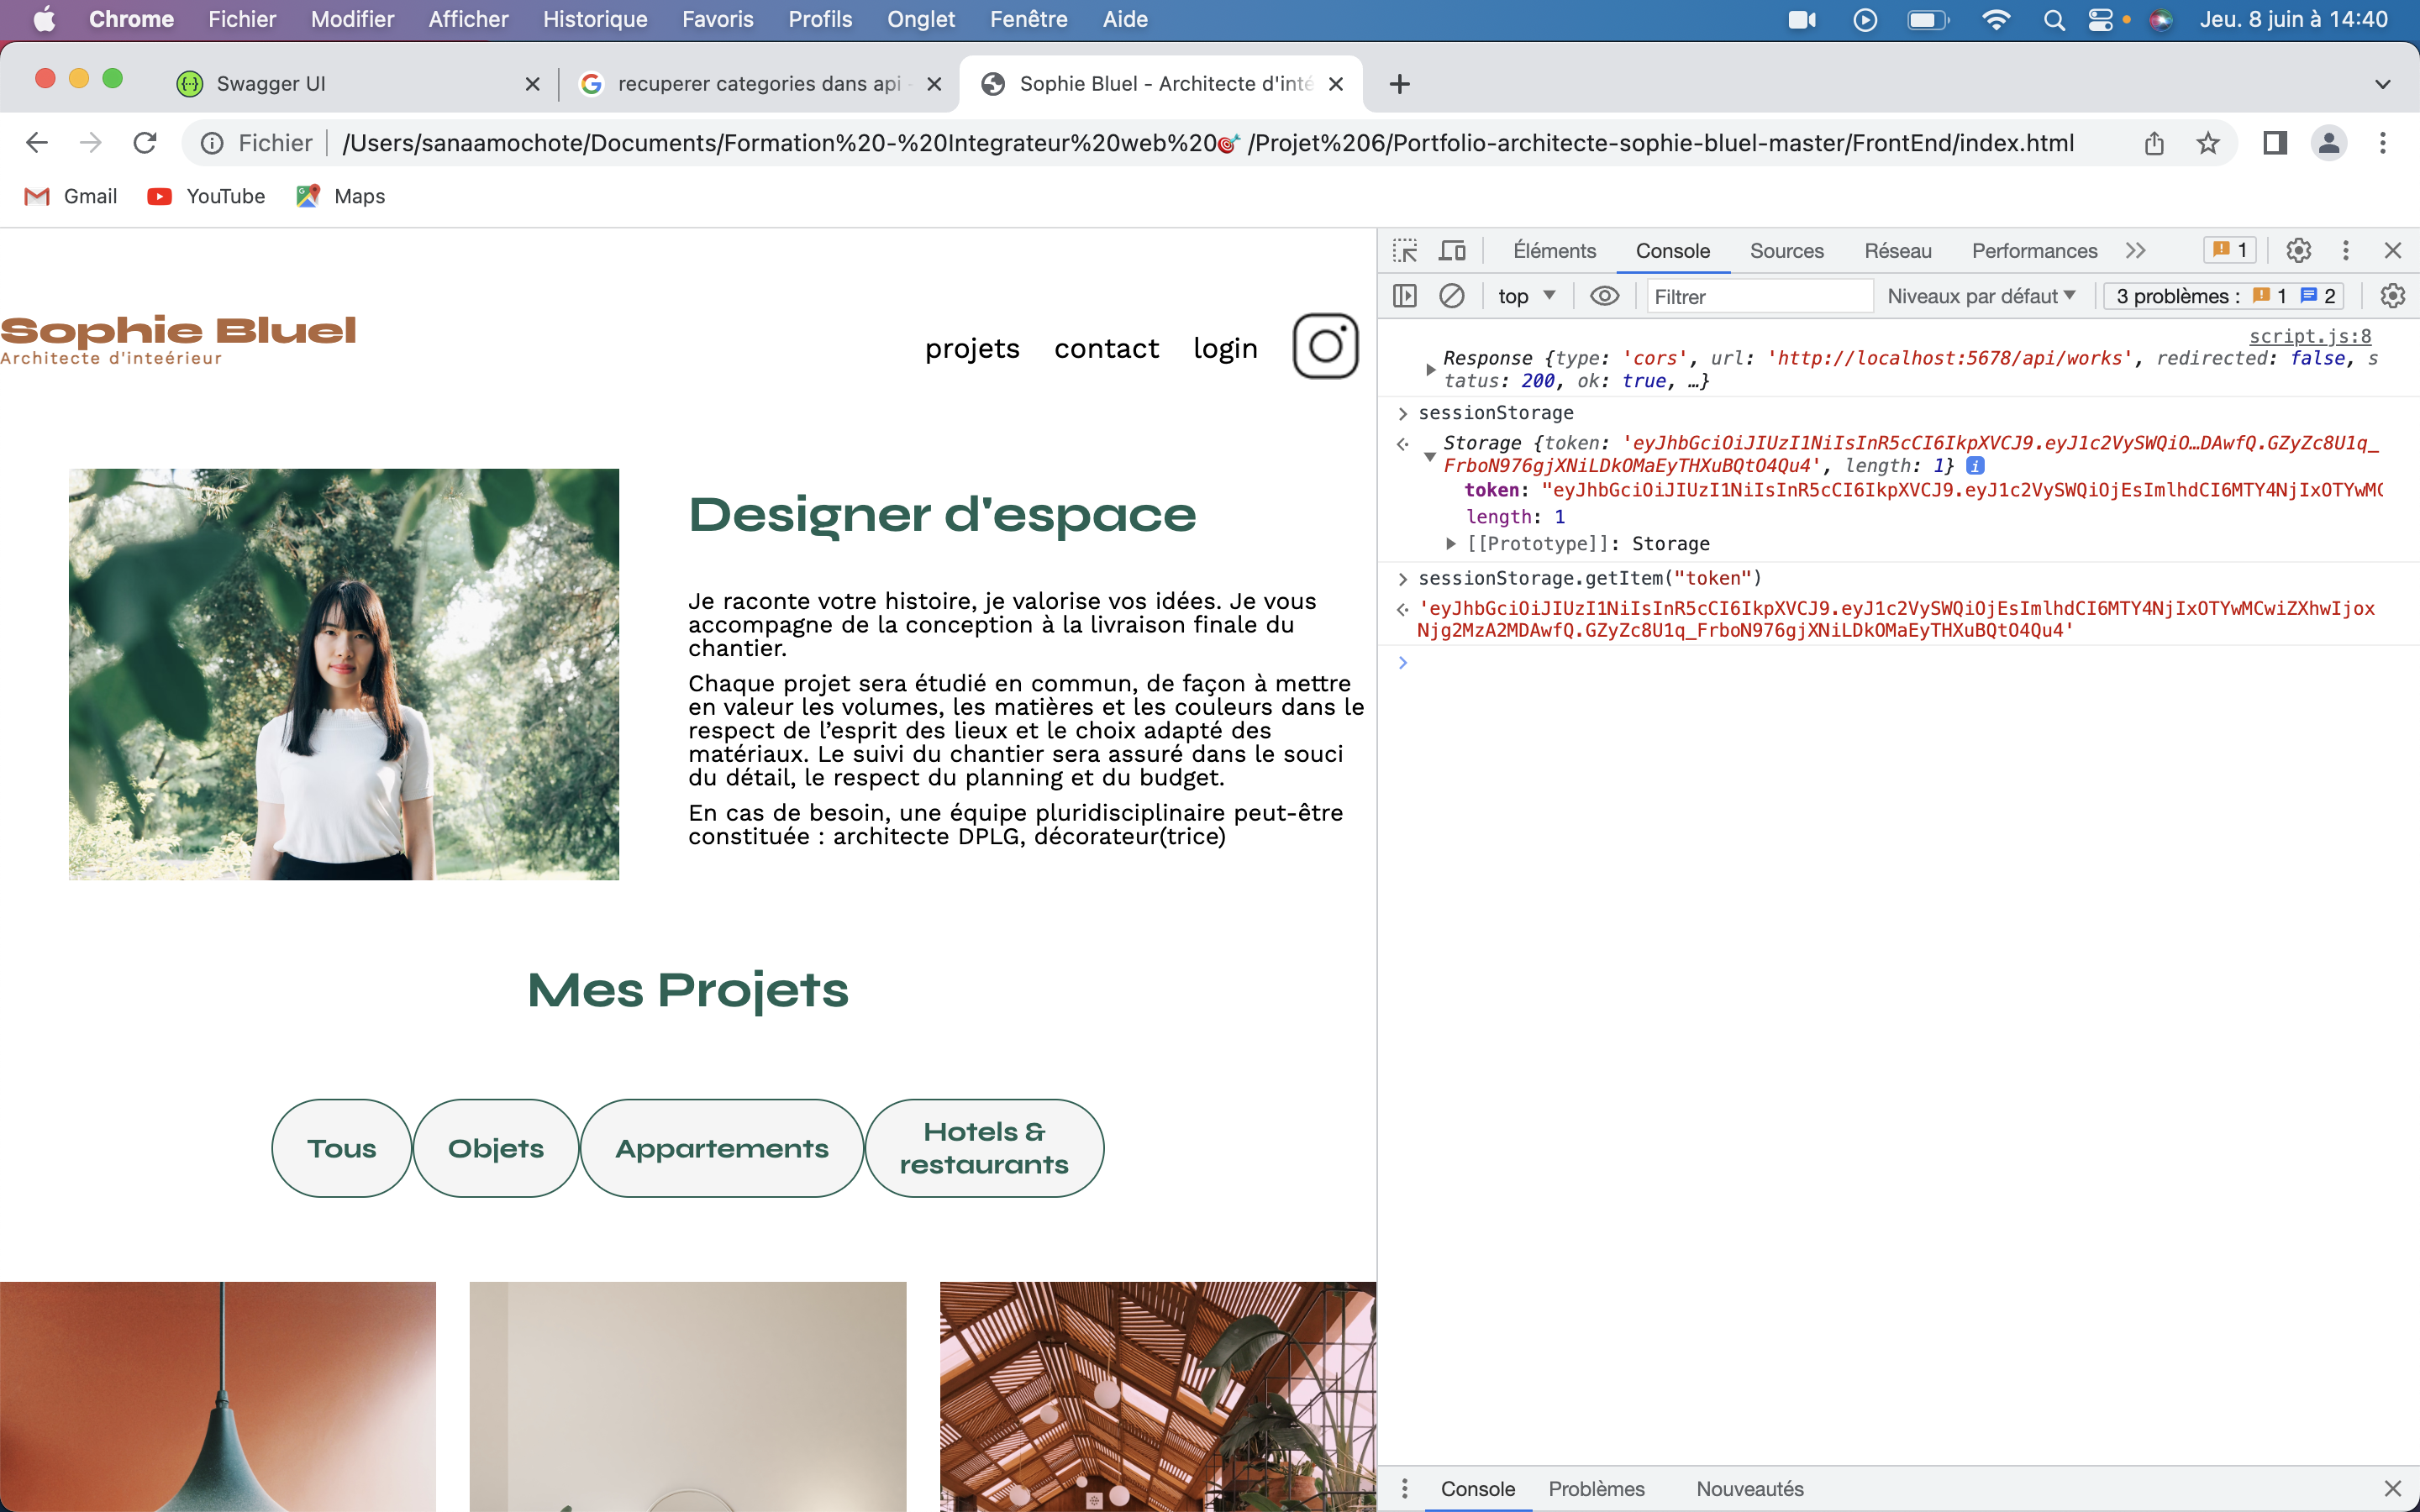 Chrome Fichier Modifier Afficher Historique Favoris Profils Onglet Fenêtre Aide Jeu. 8 juin à 14:40
Swagger UI recuperer categories dans api Sophie Bluel - Architecte d'inté
Fichier /Users/sanaamochote/Documents/Formation%20-%20Integrateur%20web%20🎯/Projet%206/Portfolio-architecte-sophie-bluel-master/FrontEnd/index.html
Gmail YouTube Maps
Sophie Bluel
Architecte d'inteérieur
projets contact login
Designer d'espace
Je raconte votre histoire, je valorise vos idées. Je vous
accompagne de la conception à la livraison finale du
chantier.
Chaque projet sera étudié en commun, de façon à mettre
en valeur les volumes, les matières et les couleurs dans le
respect de l’esprit des lieux et le choix adapté des
matériaux. Le suivi du chantier sera assuré dans le souci
du détail, le respect du planning et du budget.
En cas de besoin, une équipe pluridisciplinaire peut-être
constituée : architecte DPLG, décorateur(trice)
Mes Projets
Tous Objets Appartements Hotels &
restaurants
Éléments Console Sources Réseau Performances 1
top Filtrer Niveaux par défaut 3 problèmes : 1 2
script.js:8
Response {type: 'cors', url: 'http://localhost:5678/api/works', redirected: false, s
tatus: 200, ok: true, …}
sessionStorage
Storage {token: 'eyJhbGciOiJIUzI1NiIsInR5cCI6IkpXVCJ9.eyJ1c2VySWQiO…DAwfQ.GZyZc8U1q_
FrboN976gjXNiLDkOMaEyTHXuBQtO4Qu4', length: 1}
token: "eyJhbGciOiJIUzI1NiIsInR5cCI6IkpXVCJ9.eyJ1c2VySWQiOjEsImlhdCI6MTY4NjIxOTYwMC
length: 1
[[Prototype]]: Storage
sessionStorage.getItem("token")
'eyJhbGciOiJIUzI1NiIsInR5cCI6IkpXVCJ9.eyJ1c2VySWQiOjEsImlhdCI6MTY4NjIxOTYwMCwiZXhwIjox
Njg2MzA2MDAwfQ.GZyZc8U1q_FrboN976gjXNiLDkOMaEyTHXuBQtO4Qu4'
Console Problèmes Nouveautés